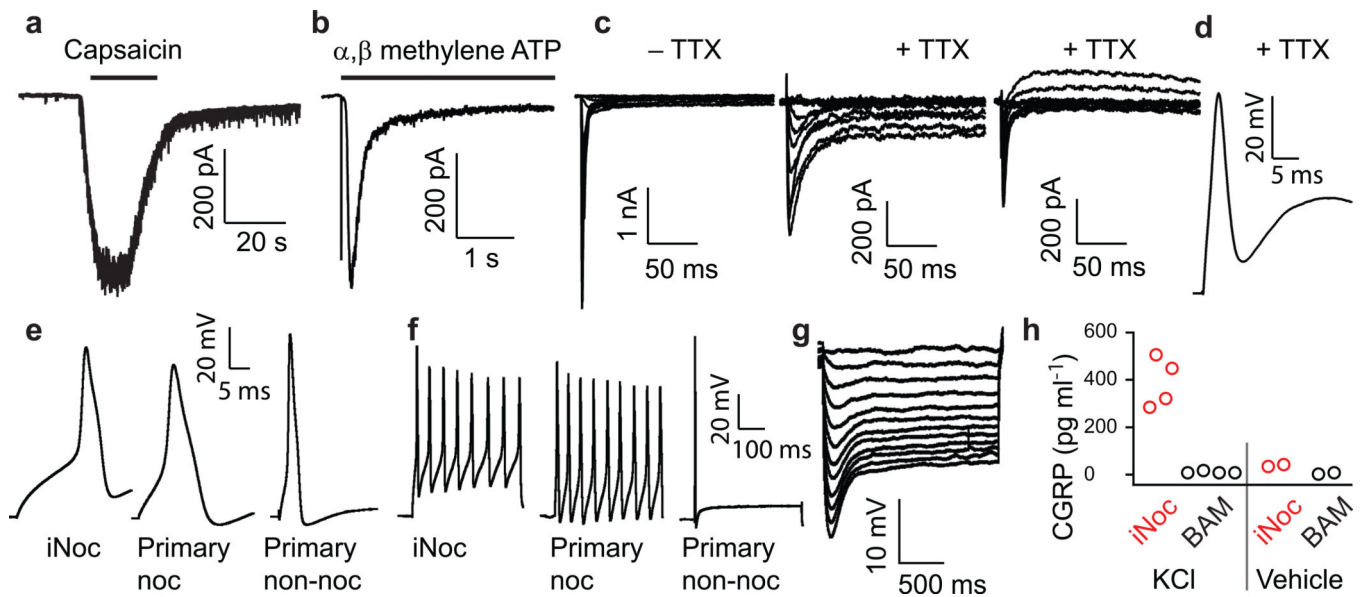 a
Capsaicin
200 pA
20 s
b
α,β methylene ATP
200 pA
1 s
c
– TTX
+ TTX
+ TTX
1 nA
50 ms
200 pA
50 ms
200 pA
50 ms
d
+ TTX
20 mV
5 ms
e
20 mV
5 ms
iNoc
Primary
noc
Primary
non-noc
f
20 mV
100 ms
iNoc
Primary
noc
Primary
non-noc
g
10 mV
500 ms
h
CGRP (pg ml⁻¹)
600
400
200
0
iNoc
BAM
iNoc
BAM
KCl
Vehicle